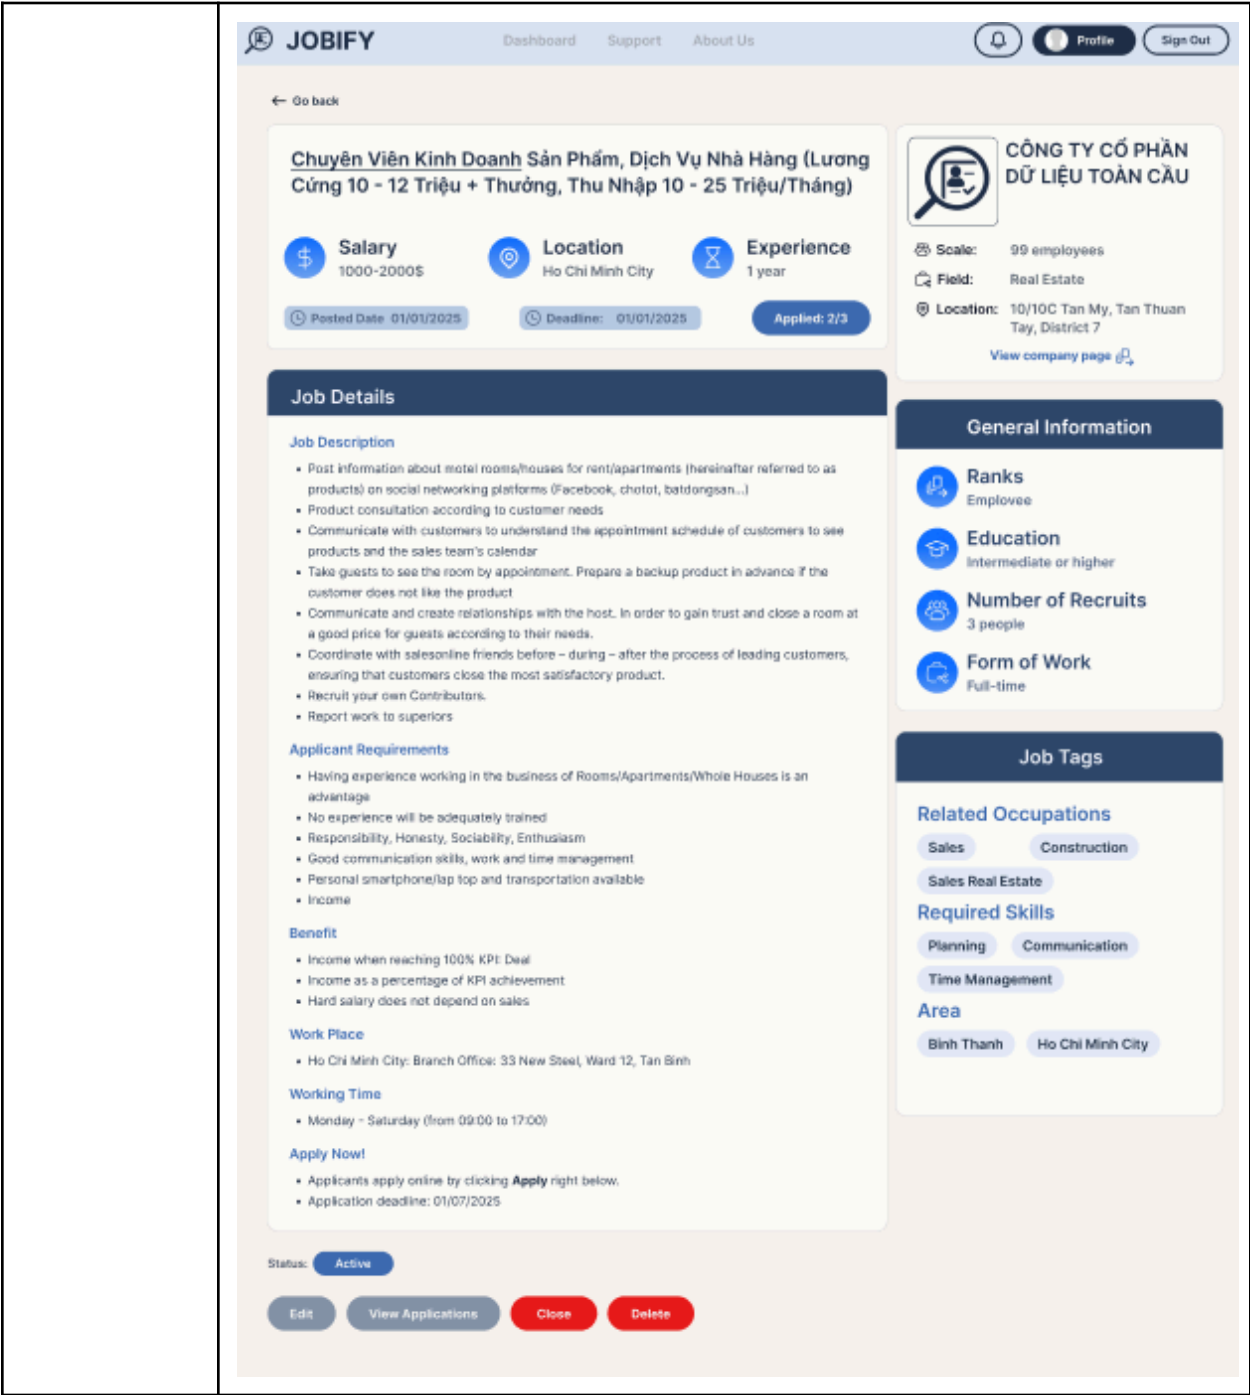 JOBIFY
Dashboard Support About Us
Profile
Sign Out
Go back
Chuyên Viên Kinh Doanh Sản Phẩm, Dịch Vụ Nhà Hàng (Lương
Cứng 10 - 12 Triệu + Thưởng, Thu Nhập 10 - 25 Triệu/Tháng)
Salary
1000-2000$
Location
Ho Chi Minh City
Experience
1 year
Posted Date 01/01/2025
Deadline: 01/01/2025
Applied: 2/3
Job Details
Job Description
• Post information about motel rooms/houses for rent/apartments (hereinafter referred to as
products) on social networking platforms (Facebook, chotot, batdongsan...)
• Product consultation according to customer needs
• Communicate with customers to understand the appointment schedule of customers to see
products and the sales team's calendar
• Take guests to see the room by appointment. Prepare a backup product in advance if the
customer does not like the product
• Communicate and create relationships with the host. In order to gain trust and close a room at
a good price for guests according to their needs.
• Coordinate with salesonline friends before – during – after the process of leading customers,
ensuring that customers close the most satisfactory product.
• Recruit your own Contributors.
• Report work to superiors
Applicant Requirements
• Having experience working in the business of Rooms/Apartments/Whole Houses is an
advantage
• No experience will be adequately trained
• Responsibility, Honesty, Sociability, Enthusiasm
• Good communication skills, work and time management
• Personal smartphone/lap top and transportation available
• Income
Benefit
• Income when reaching 100% KPI: Deal
• Income as a percentage of KPI achievement
• Hard salary does not depend on sales
Work Place
• Ho Chi Minh City: Branch Office: 33 New Steel, Ward 12, Tan Binh
Working Time
• Monday - Saturday (from 09:00 to 17:00)
Apply Now!
• Applicants apply online by clicking Apply right below.
• Application deadline: 01/07/2025
Status: Active
Edit
View Applications
Close
Delete
CÔNG TY CỔ PHẦN
DỮ LIỆU TOÀN CẦU
Scale: 99 employees
Field: Real Estate
Location: 10/10C Tan My, Tan Thuan
Tay, District 7
View company page
General Information
Ranks
Employee
Education
Intermediate or higher
Number of Recruits
3 people
Form of Work
Full-time
Job Tags
Related Occupations
Sales
Construction
Sales Real Estate
Required Skills
Planning
Communication
Time Management
Area
Binh Thanh
Ho Chi Minh City